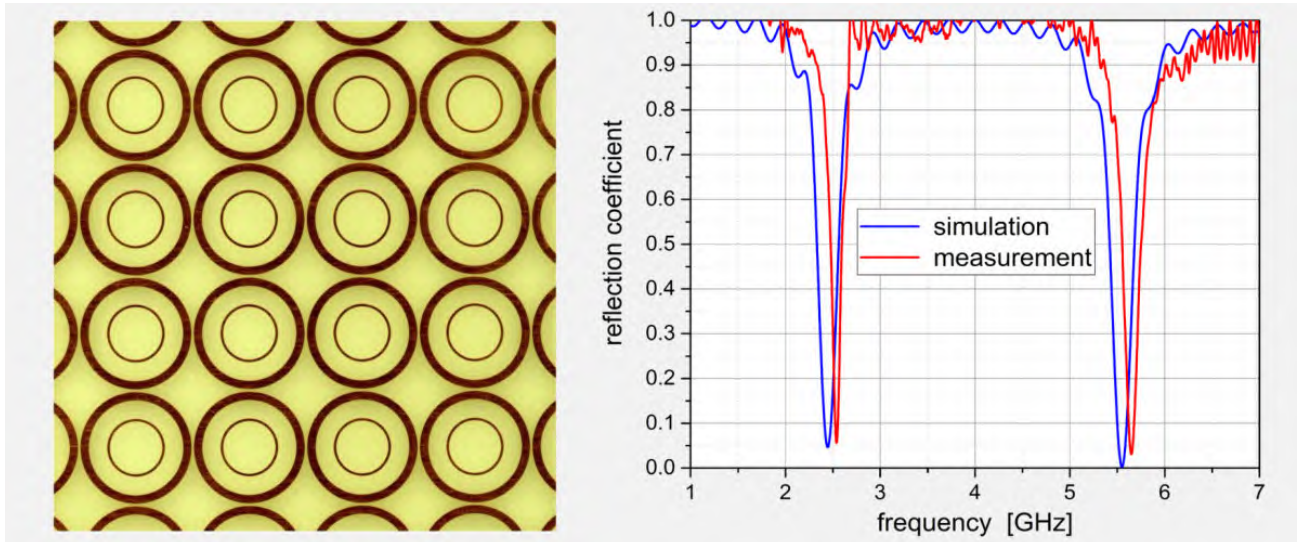 1.0
0.9
0.8
0.7
0.6
0.5
0.4
0.3
0.2
0.1
0.0
reflection coefficient
simulation
measurement
1 2 3 4 5 6 7
frequency [GHz]